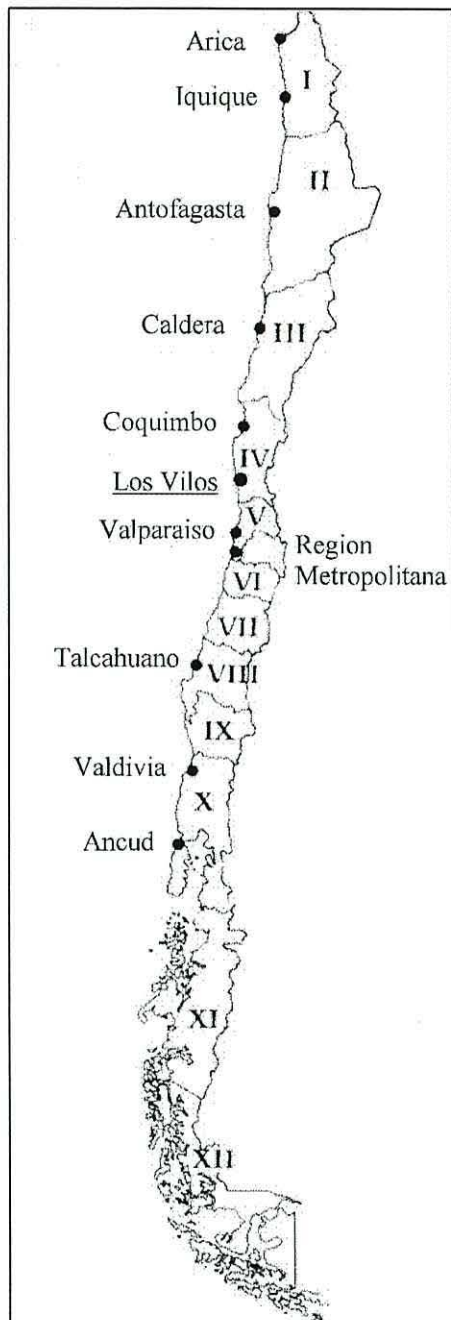 Arica
I
Iquique
II
Antofagasta
Caldera
III
Coquimbo
IV
Los Vilos
V
Valparaiso
Region
Metropolitana
VI
VII
Talcahuano
VIII
IX
Valdivia
X
Ancud
XI
XII